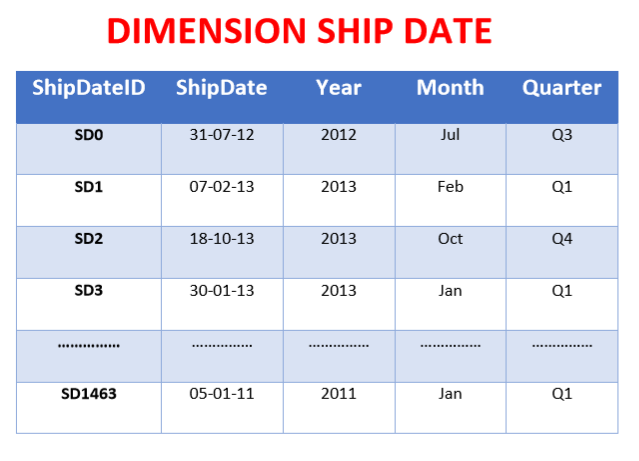 DIMENSION SHIP DATE
ShipDateID ShipDate Year Month Quarter
SD0 31-07-12 2012 Jul Q3
SD1 07-02-13 2013 Feb Q1
SD2 18-10-13 2013 Oct Q4
SD3 30-01-13 2013 Jan Q1
…………… …………… …………… …………… ……………
SD1463 05-01-11 2011 Jan Q1